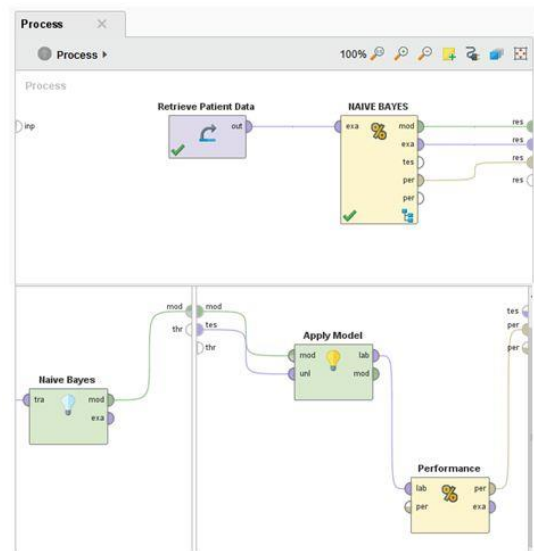 Process
Process
100%
Process
Retrieve Patient Data
NAIVE BAYES
inp
out
exa
mod
res
exa
res
tes
res
per
res
per
mod
thr
mod
tes
thr
tes
per
per
Apply Model
mod
lab
unl
mod
Naive Bayes
tra
mod
exa
Performance
lab
per
per
exa